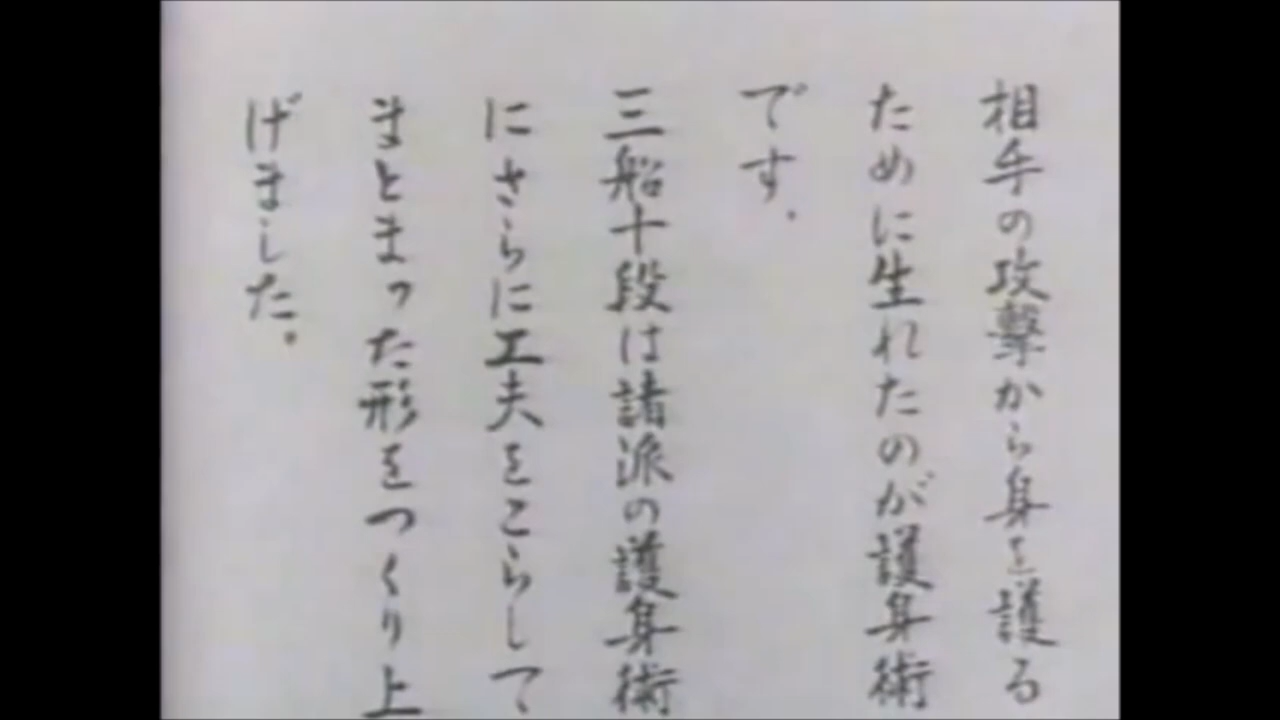 相手の攻撃から身を護る
ために生れたのが護身術
です.
三船十段は諸派の護身術
にさらに工夫をこらして
まとまった形をつくり上
げました。